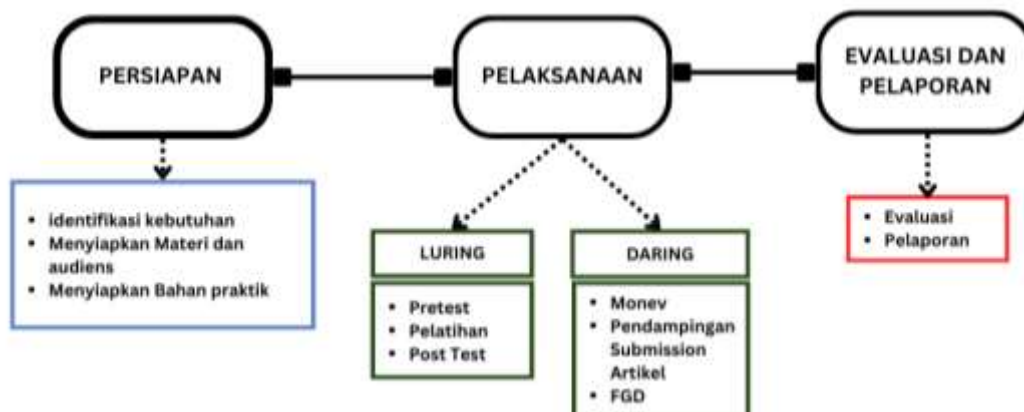 PERSIAPAN
PELAKSANAAN
EVALUASI DAN
PELAPORAN
▪ identifikasi kebutuhan
▪ Menyiapkan Materi dan
audiens
▪ Menyiapkan Bahan praktik
LURING
▪ Pretest
▪ Pelatihan
▪ Post Test
DARING
▪ Monev
▪ Pendampingan
Submission
Artikel
▪ FGD
▪ Evaluasi
▪ Pelaporan